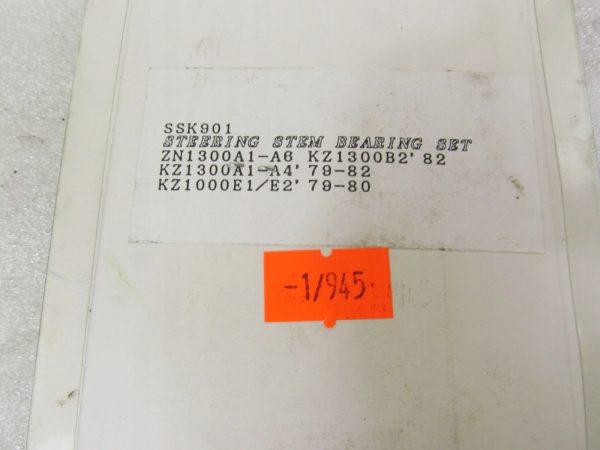 SSK901
STEERING STEM BEARING SET
ZN1300A1-A6 KZ1300B2' 82
KZ1300A1-A4' 79-82
KZ1000E1/E2' 79-80
-1/945